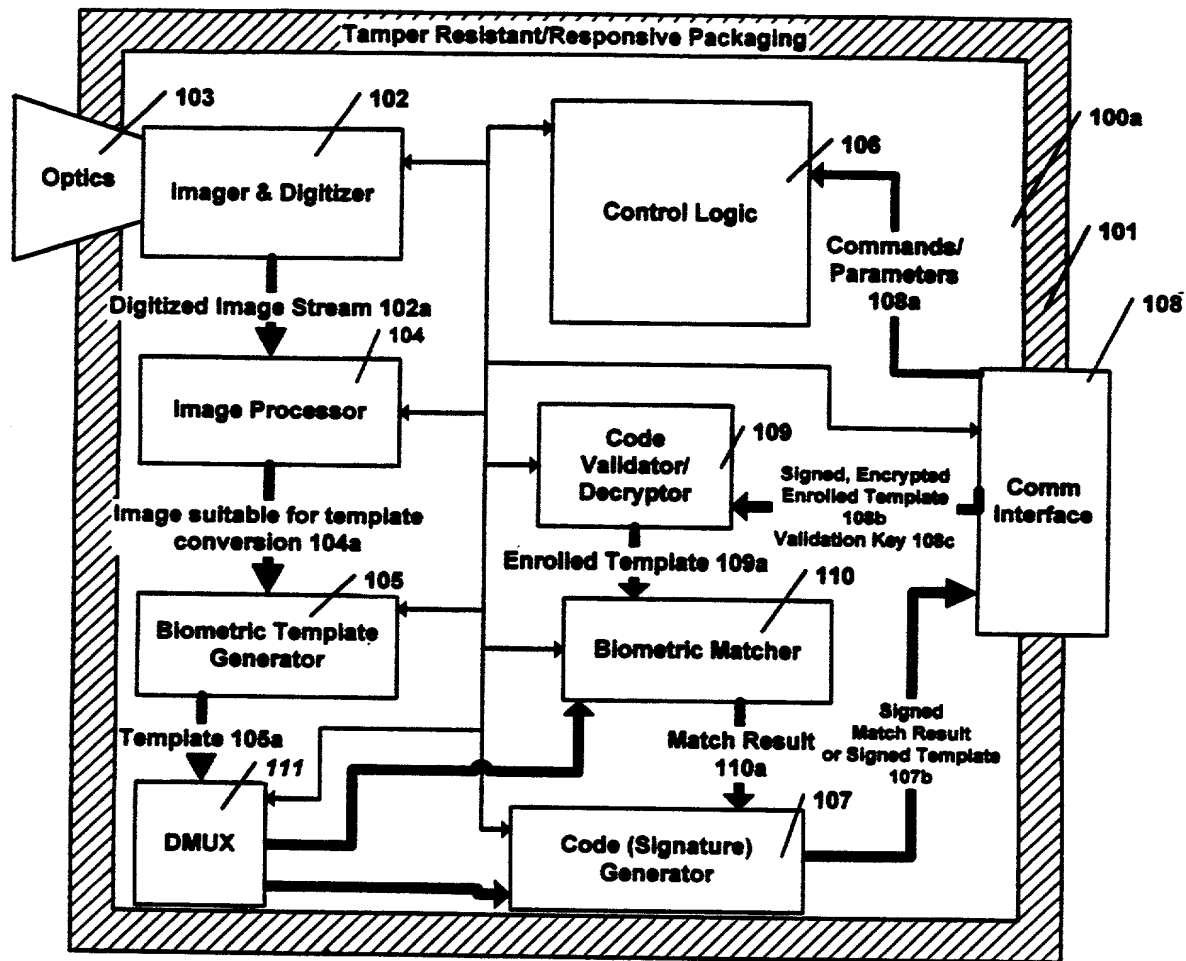 Tamper Resistant/Responsive Packaging
103
102
100a
Optics
Imager & Digitizer
106
Control Logic
101
Commands/
Parameters
108a
108
Digitized Image Stream 102a
104
Image Processor
109
Code
Validator/
Decryptor
Signed, Encrypted
Enrolled Template
108b
Validation Key 108c
Comm
Interface
Image suitable for template
conversion 104a
Enrolled Template 109a
105
110
Biometric Template
Generator
Biometric Matcher
Template 105a
111
Match Result
110a
Signed
Match Result
or Signed Template
107b
107
DMUX
Code (Signature)
Generator